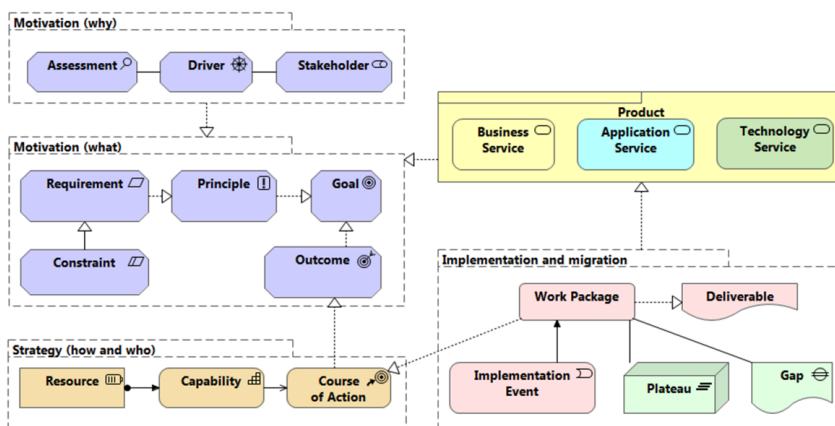 Motivation (why)
Assessment
Driver
Stakeholder
Motivation (what)
Requirement
Principle
Goal
Constraint
Outcome
Strategy (how and who)
Resource
Capability
Course
of Action
Product
Business
Service
Application
Service
Technology
Service
Implementation and migration
Work Package
Deliverable
Implementation
Event
Plateau
Gap